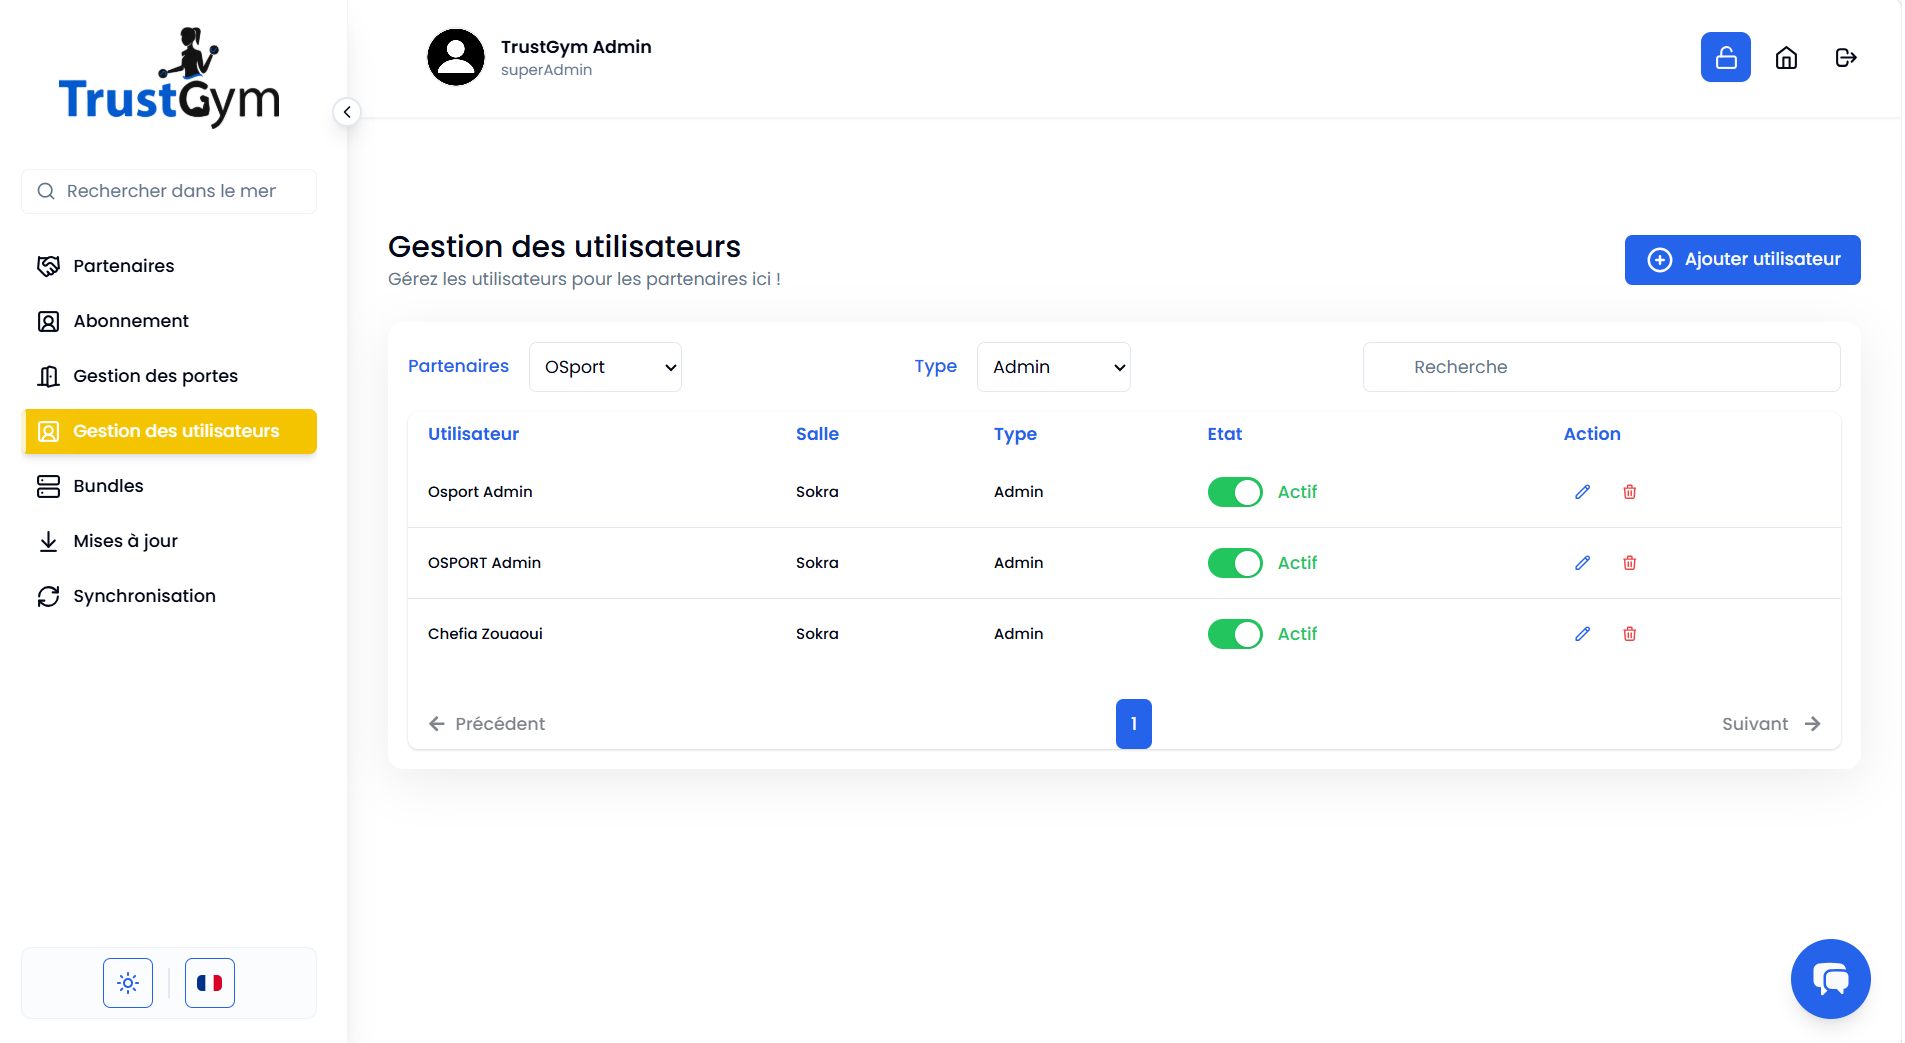 TrustGym
TrustGym Admin
superAdmin
Rechercher dans le mer
Partenaires
Abonnement
Gestion des portes
Gestion des utilisateurs
Bundles
Mises à jour
Synchronisation
Gestion des utilisateurs
Gérez les utilisateurs pour les partenaires ici !
Ajouter utilisateur
Partenaires OSport Type Admin Recherche
Utilisateur Salle Type Etat Action
Osport Admin Sokra Admin Actif
OSPORT Admin Sokra Admin Actif
Chefia Zouaoui Sokra Admin Actif
Précédent 1 Suivant